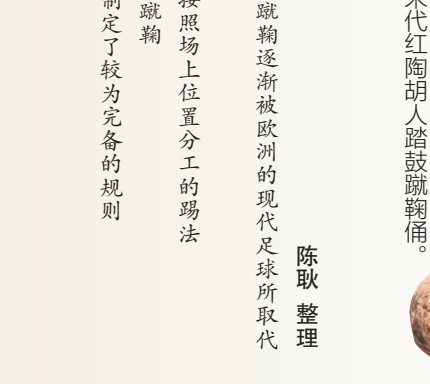 代红陶胡人踏鼓蹴鞠俑。
陈耿 整理
蹴鞠逐渐被欧洲的现代足球所取代
按照场上位置分工的踢法
蹴鞠
制定了较为完备的规则